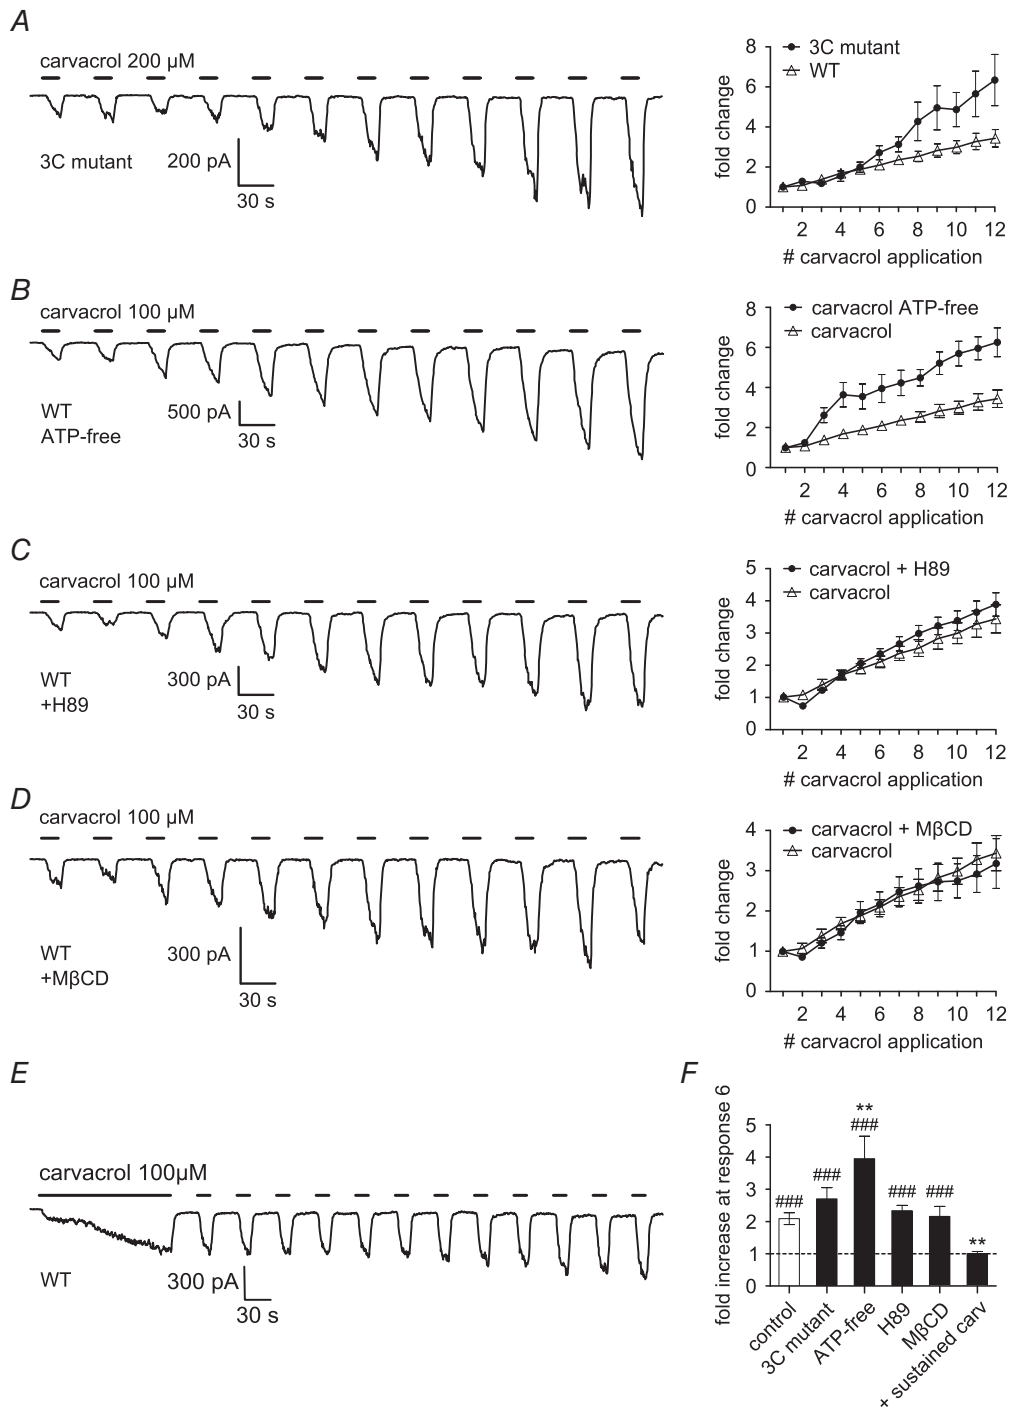 A
carvacrol 200 µM
3C mutant
200 pA
30 s
8
6
4
2
0
fold change
3C mutant
WT
2 4 6 8 10 12
# carvacrol application
B
carvacrol 100 µM
WT
ATP-free
500 pA
30 s
8
6
4
2
0
fold change
carvacrol ATP-free
carvacrol
2 4 6 8 10 12
# carvacrol application
C
carvacrol 100 µM
WT
+H89
300 pA
30 s
5
4
3
2
1
0
fold change
carvacrol + H89
carvacrol
2 4 6 8 10 12
# carvacrol application
D
carvacrol 100 µM
WT
+MβCD
300 pA
30 s
4
3
2
1
0
fold change
carvacrol + MβCD
carvacrol
2 4 6 8 10 12
# carvacrol application
E
carvacrol 100µM
WT
300 pA
30 s
F
fold increase at response 6
5
4
3
2
1
0
###
###
**
###
###
###
**
control
3C mutant
ATP-free
H89
MβCD
+ sustained carv